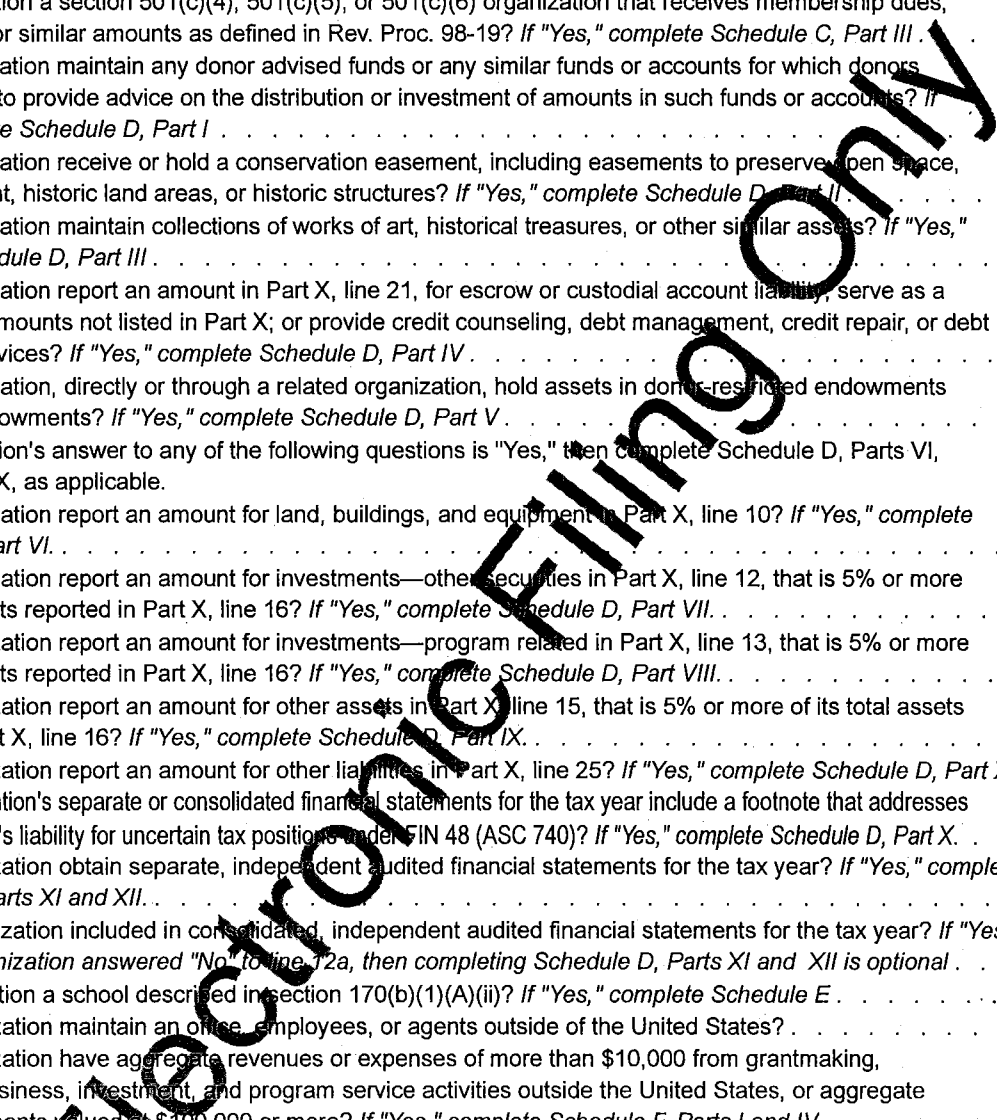 ion a section 501(c)(4), 501(c)(5), or 501(c)(6) organization that receives membership dues,
or similar amounts as defined in Rev. Proc. 98-19? If "Yes," complete Schedule C, Part III . .
ation maintain any donor advised funds or any similar funds or accounts for which donors
to provide advice on the distribution or investment of amounts in such funds or accounts? If
e Schedule D, Part I . . . . . . . . . . . . . . . . . . . . . . . . . . . . .
ation receive or hold a conservation easement, including easements to preserve open space,
t, historic land areas, or historic structures? If "Yes," complete Schedule D, Part II . . . . .
ation maintain collections of works of art, historical treasures, or other similar assets? If "Yes,"
dule D, Part III . . . . . . . . . . . . . . . . . . . . . . . . . . . . . . .
ation report an amount in Part X, line 21, for escrow or custodial account liability, serve as a
mounts not listed in Part X; or provide credit counseling, debt management, credit repair, or debt
vices? If "Yes," complete Schedule D, Part IV . . . . . . . . . . . . . . . . . . . .
ation, directly or through a related organization, hold assets in donor-restricted endowments
owments? If "Yes," complete Schedule D, Part V . . . . . . . . . . . . . . . . . .
ion's answer to any of the following questions is "Yes," then complete Schedule D, Parts VI,
X, as applicable.
ation report an amount for land, buildings, and equipment in Part X, line 10? If "Yes," complete
art VI. . . . . . . . . . . . . . . . . . . . . . . . . . . . . . . . . . . .
ation report an amount for investments—other securities in Part X, line 12, that is 5% or more
ts reported in Part X, line 16? If "Yes," complete Schedule D, Part VII. . . . . . . . . . .
ation report an amount for investments—program related in Part X, line 13, that is 5% or more
ts reported in Part X, line 16? If "Yes," complete Schedule D, Part VIII. . . . . . . . . . .
ation report an amount for other assets in Part X, line 15, that is 5% or more of its total assets
t X, line 16? If "Yes," complete Schedule D, Part IX. . . . . . . . . . . . . . . . . .
ation report an amount for other liabilities in Part X, line 25? If "Yes," complete Schedule D, Part
tion's separate or consolidated financial statements for the tax year include a footnote that addresses
's liability for uncertain tax positions under FIN 48 (ASC 740)? If "Yes," complete Schedule D, Part X. .
ation obtain separate, independent audited financial statements for the tax year? If "Yes," comple
arts XI and XII. . . . . . . . . . . . . . . . . . . . . . . . . . . . . . . . .
zation included in consolidated, independent audited financial statements for the tax year? If "Yes
nization answered "No" to line 12a, then completing Schedule D, Parts XI and XII is optional . .
tion a school described in section 170(b)(1)(A)(ii)? If "Yes," complete Schedule E . . . . . . .
ation maintain an office, employees, or agents outside of the United States? . . . . . . . .
ation have aggregate revenues or expenses of more than $10,000 from grantmaking,
siness, investment, and program service activities outside the United States, or aggregate
ents valued at $100,000 or more? If "Yes," complete Schedule F, Parts I and IV
ectronic Filing Only